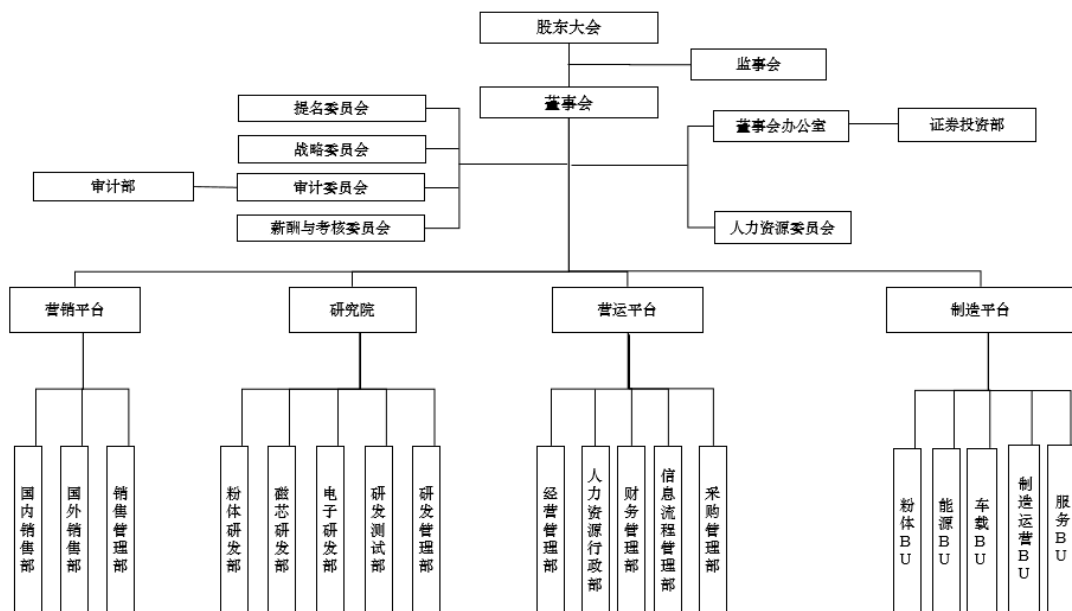 股东大会
监事会
董事会
提名委员会
战略委员会
审计部
审计委员会
薪酬与考核委员会
董事会办公室
证券投资部
人力资源委员会
营销平台
研究院
营运平台
制造平台
国内销售部
国外销售部
销售管理部
粉体研发部
磁芯研发部
电子研发部
研发测试部
研发管理部
经营管理部
人力资源行政部
财务管理部
信息流程管理部
采购管理部
粉体BU
能源BU
车载BU
制造运营BU
服务BU